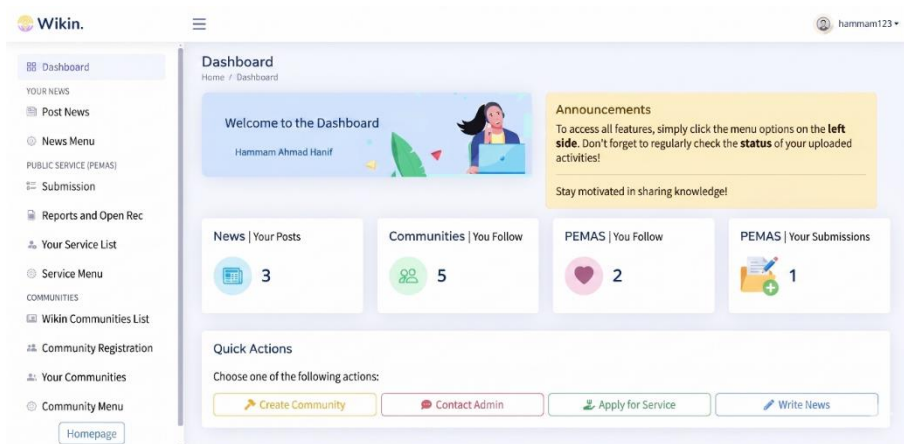 Wikin.
hammam123
Dashboard
YOUR NEWS
Post News
News Menu
PUBLIC SERVICE (PEMAS)
Submission
Reports and Open Rec
Your Service List
Service Menu
COMMUNITIES
Wikin Communities List
Community Registration
Your Communities
Community Menu
Homepage
Dashboard
Home / Dashboard
Welcome to the Dashboard
Hammam Ahmad Hanif
Announcements
To access all features, simply click the menu options on the left
side. Don't forget to regularly check the status of your uploaded
activities!
Stay motivated in sharing knowledge!
News | Your Posts
3
Communities | You Follow
5
PEMAS | You Follow
2
PEMAS | Your Submissions
1
Quick Actions
Choose one of the following actions:
Create Community
Contact Admin
Apply for Service
Write News